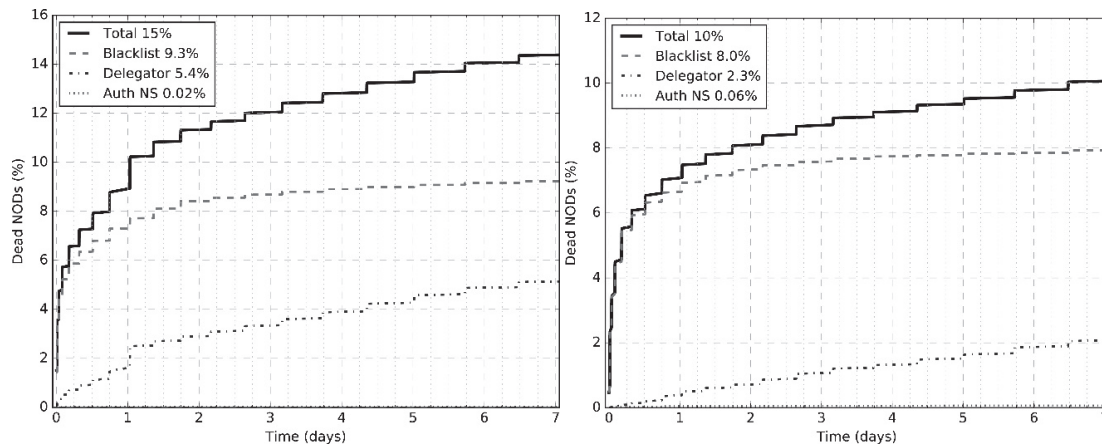 16
14
12
10
8
6
4
2
0
Dead NODs (%)
Total 15%
Blacklist 9.3%
Delegator 5.4%
Auth NS 0.02%
0 1 2 3 4 5 6 7
Time (days)
12
10
8
6
4
2
0
Dead NODs (%)
Total 10%
Blacklist 8.0%
Delegator 2.3%
Auth NS 0.06%
0 1 2 3 4 5 6 7
Time (days)